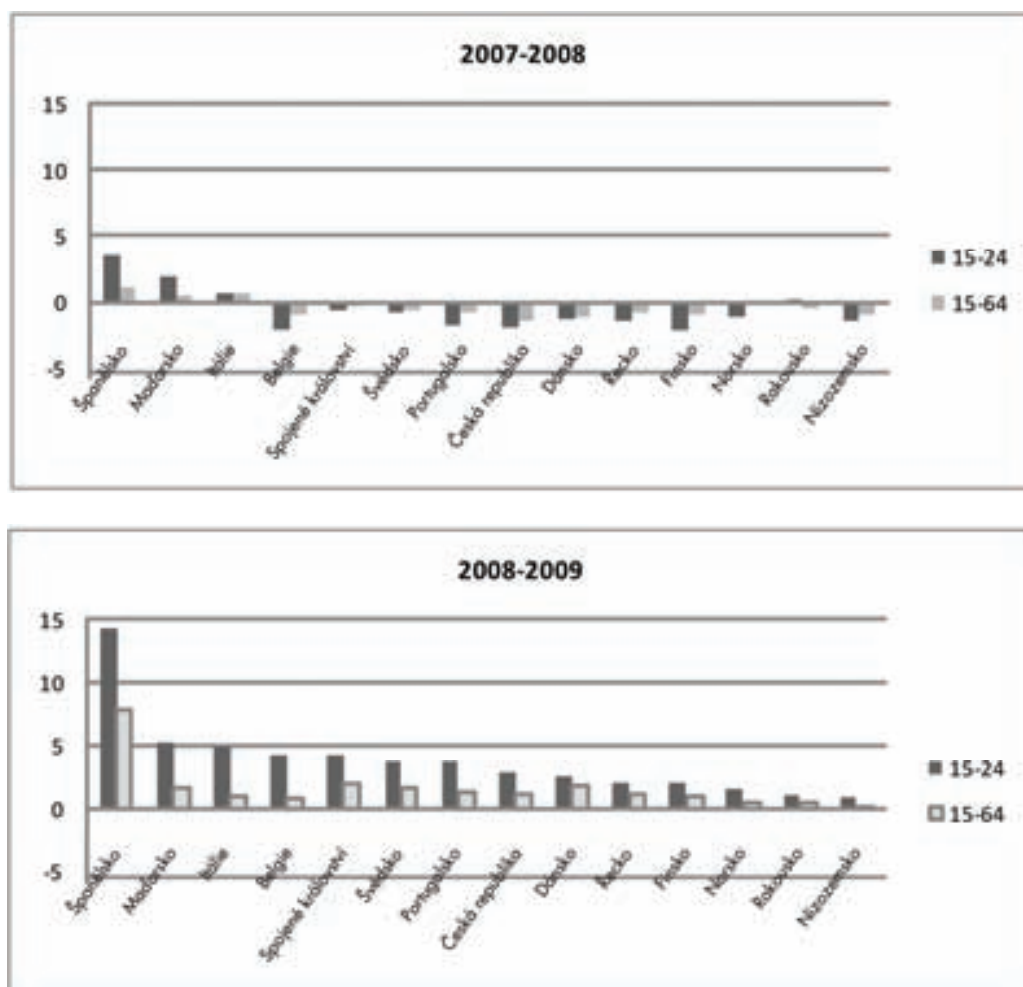 2007-2008
15
10
5
0
-5
Španělsko
Maďarsko
Itálie
Belgie
Spojené království
Švédsko
Portugalsko
Česká republika
Dánsko
Řecko
Finsko
Norsko
Rakousko
Nizozemsko
15-24
15-64
2008-2009
15
10
5
0
-5
Španělsko
Maďarsko
Itálie
Belgie
Spojené království
Švédsko
Portugalsko
Česká republika
Dánsko
Řecko
Finsko
Norsko
Rakousko
Nizozemsko
15-24
15-64